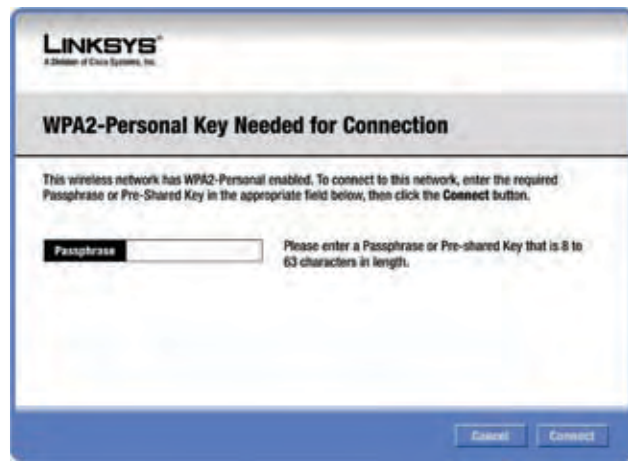 LINKSYS®
A Division of Cisco Systems, Inc.
WPA2-Personal Key Needed for Connection
This wireless network has WPA2-Personal enabled. To connect to this network, enter the required
Passphrase or Pre-Shared Key in the appropriate field below, then click the Connect button.
Passphrase
Please enter a Passphrase or Pre-shared Key that is 8 to
63 characters in length.
Cancel Connect